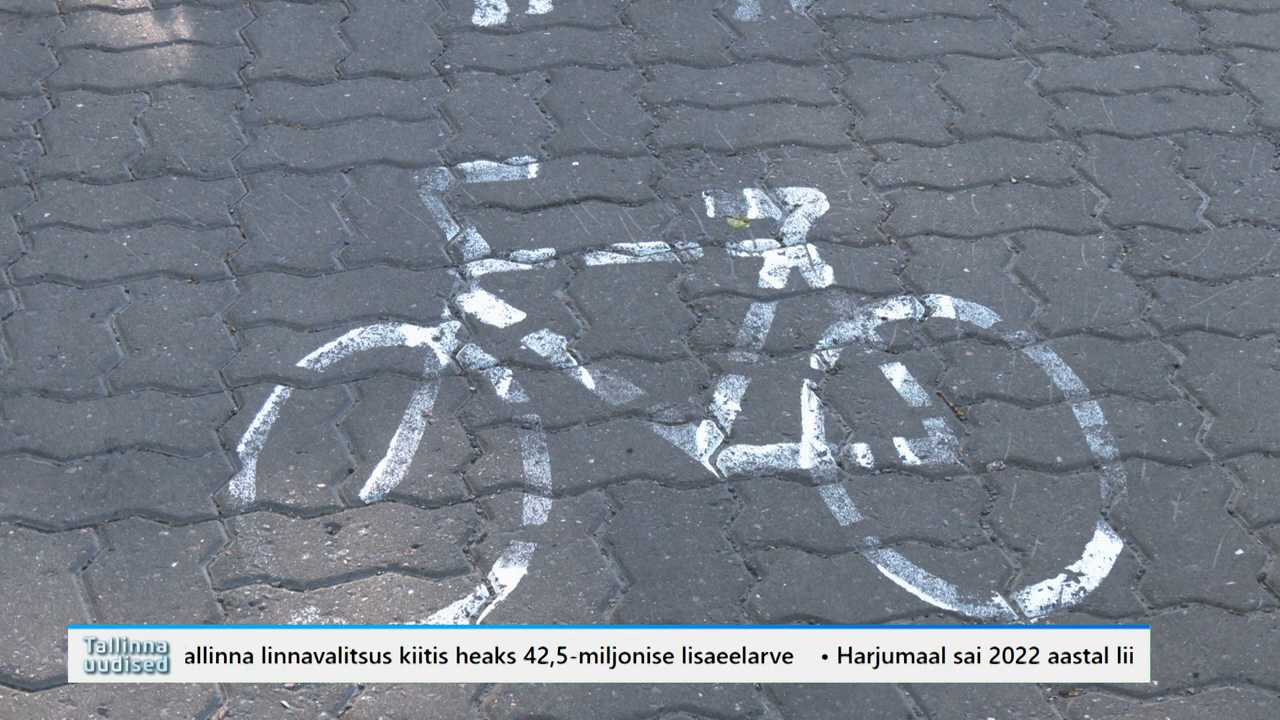 Tallinna
uudised
allinna linnavalitsus kiitis heaks 42,5-miljonise lisaeelarve • Harjumaal sai 2022 aastal lii